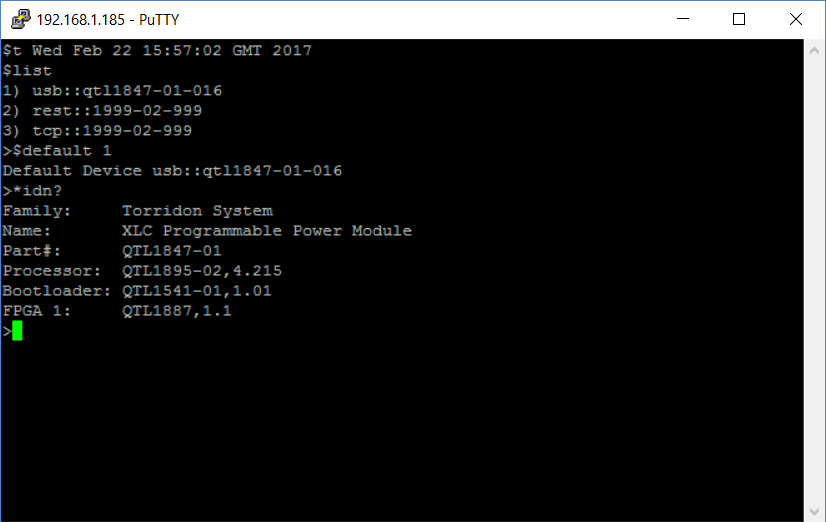 192.168.1.185 - PuTTY
$t Wed Feb 22 15:57:02 GMT 2017
$list
1) usb::qtl1847-01-016
2) rest::1999-02-999
3) tcp::1999-02-999
>$default 1
Default Device usb::qtl1847-01-016
>*idn?
Family:     Torridon System
Name:       XLC Programmable Power Module
Part#:      QTL1847-01
Processor:  QTL1895-02,4.215
Bootloader: QTL1541-01,1.01
FPGA 1:     QTL1887,1.1
>